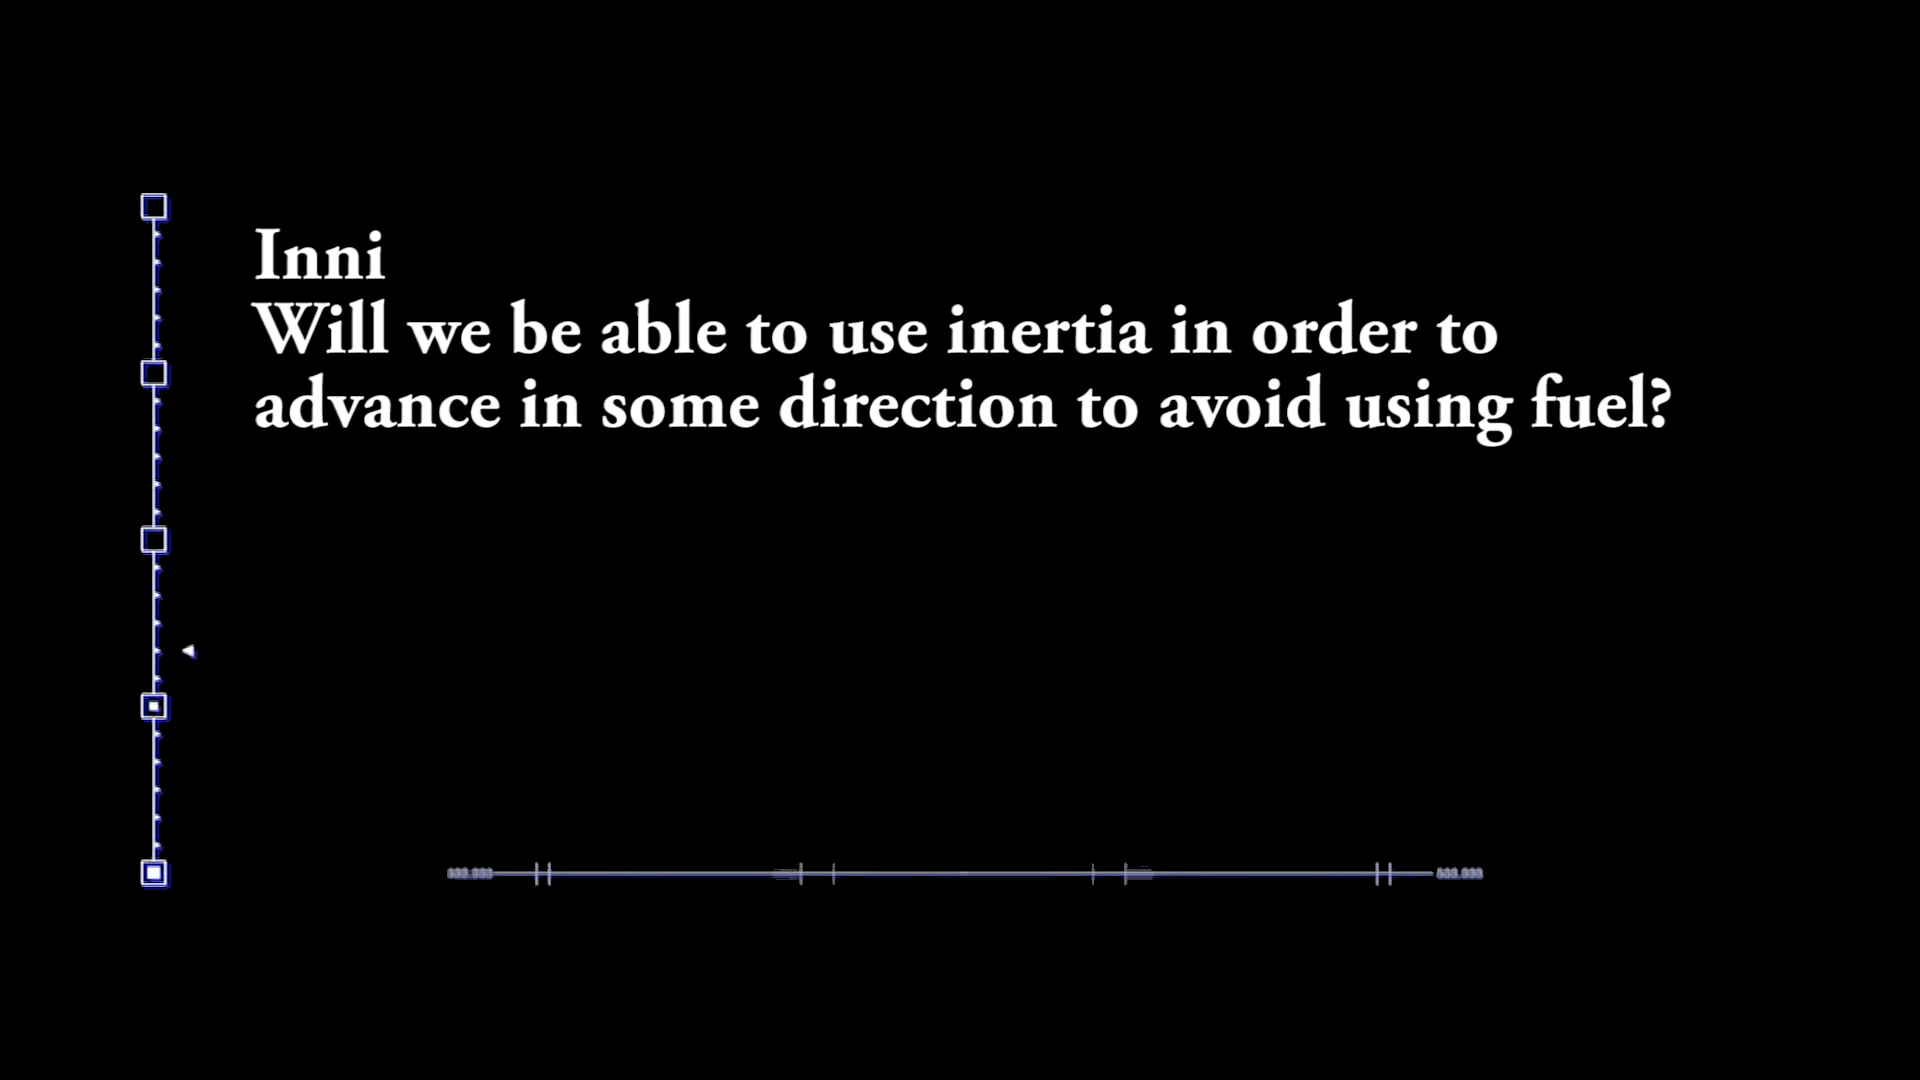 Inni
Will we be able to use inertia in order to
advance in some direction to avoid using fuel?